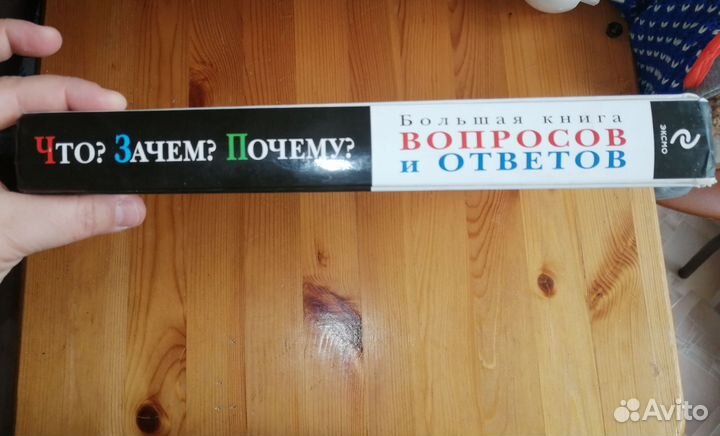 Что? Зачем? Почему?
Большая книга
ВОПРОСОВ
и ОТВЕТОВ
ЭКСМО
Avito